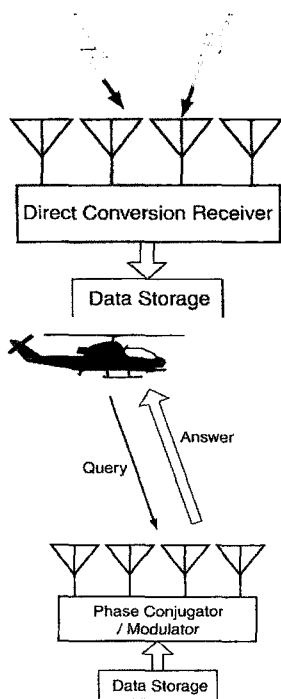 Direct Conversion Receiver
Data Storage
Answer
Query
Phase Conjugator
/ Modulator
Data Storage